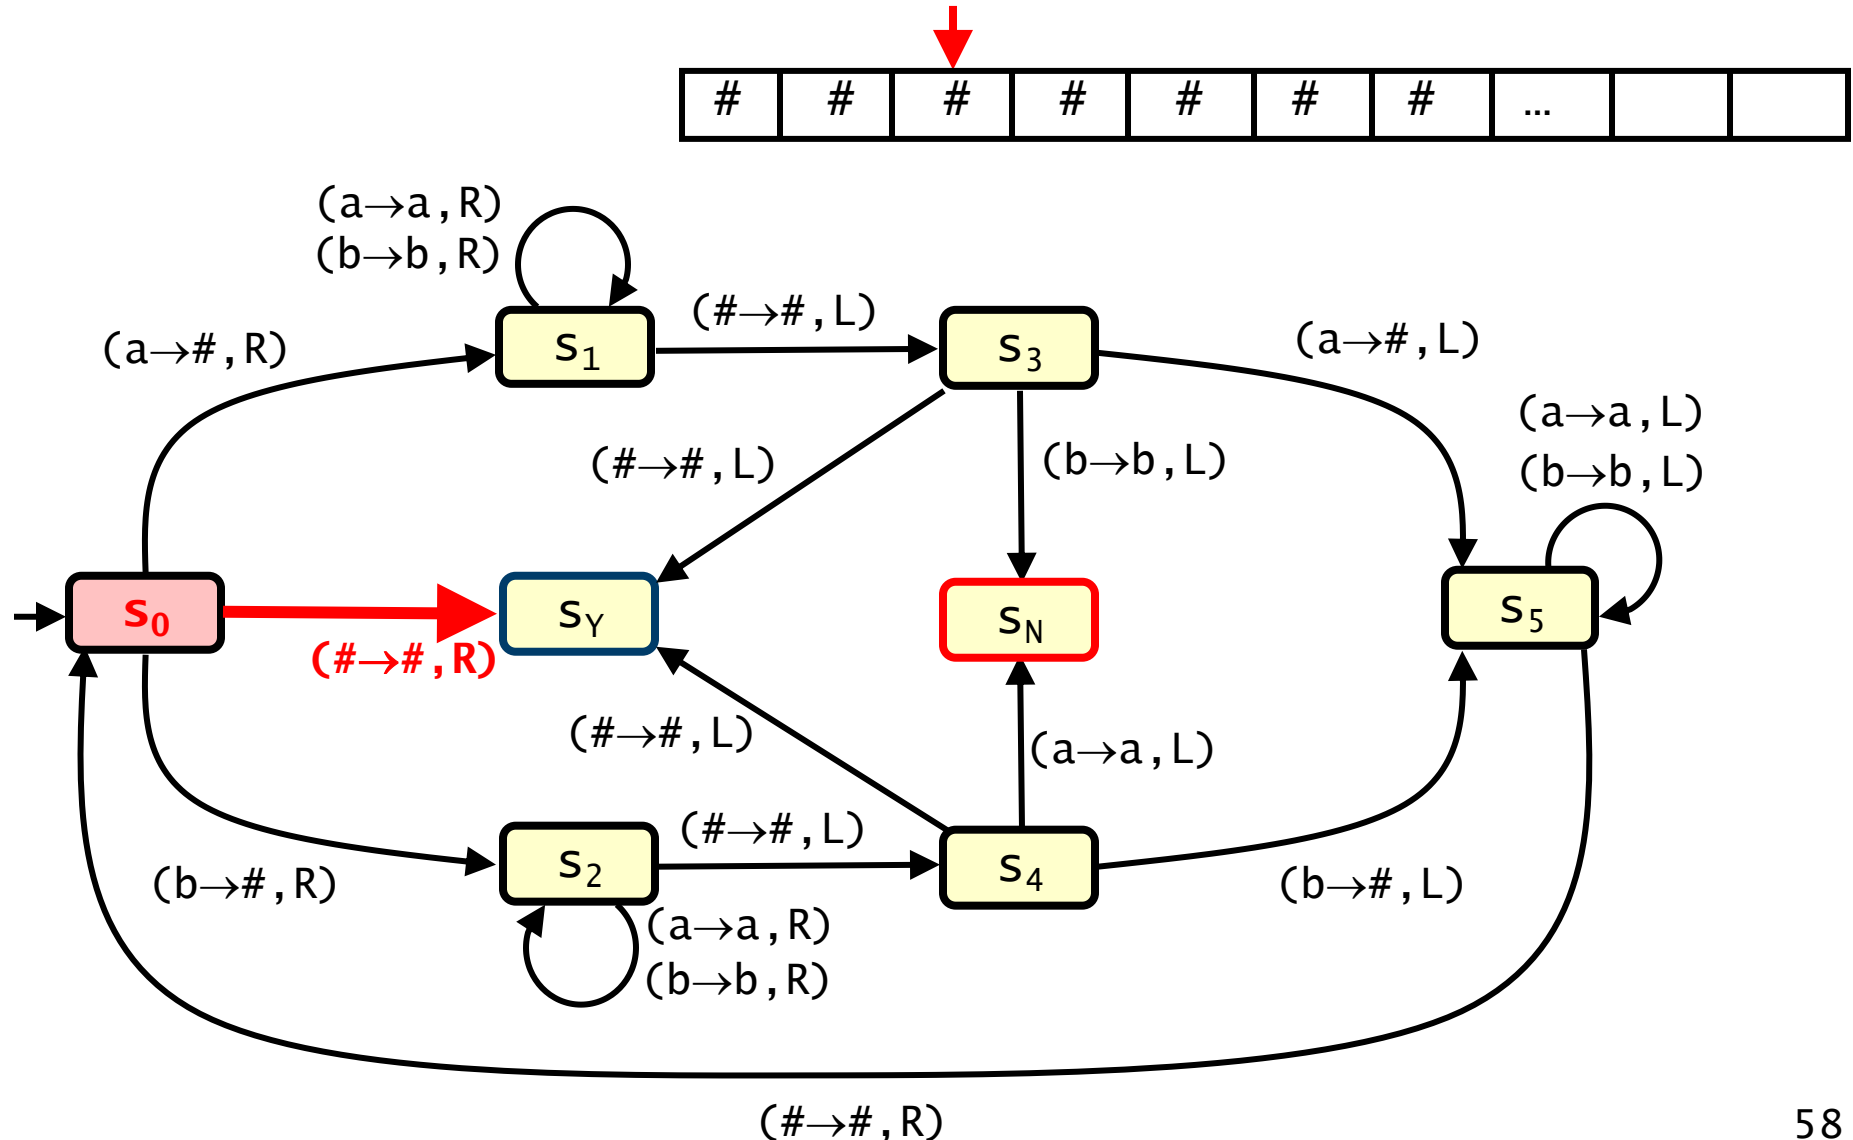 # # # # # # # ...
(a→a,R)
(b→b,R)
(#→#,L)
(a→#,R)
s1
s3
(a→#,L)
(a→a,L)
(b→b,L)
(#→#,L)
(b→b,L)
s0
sY
sN
s5
(#→#,R)
(#→#,L)
(a→a,L)
(#→#,L)
s2
s4
(b→#,R)
(b→#,L)
(a→a,R)
(b→b,R)
(#→#,R)
58